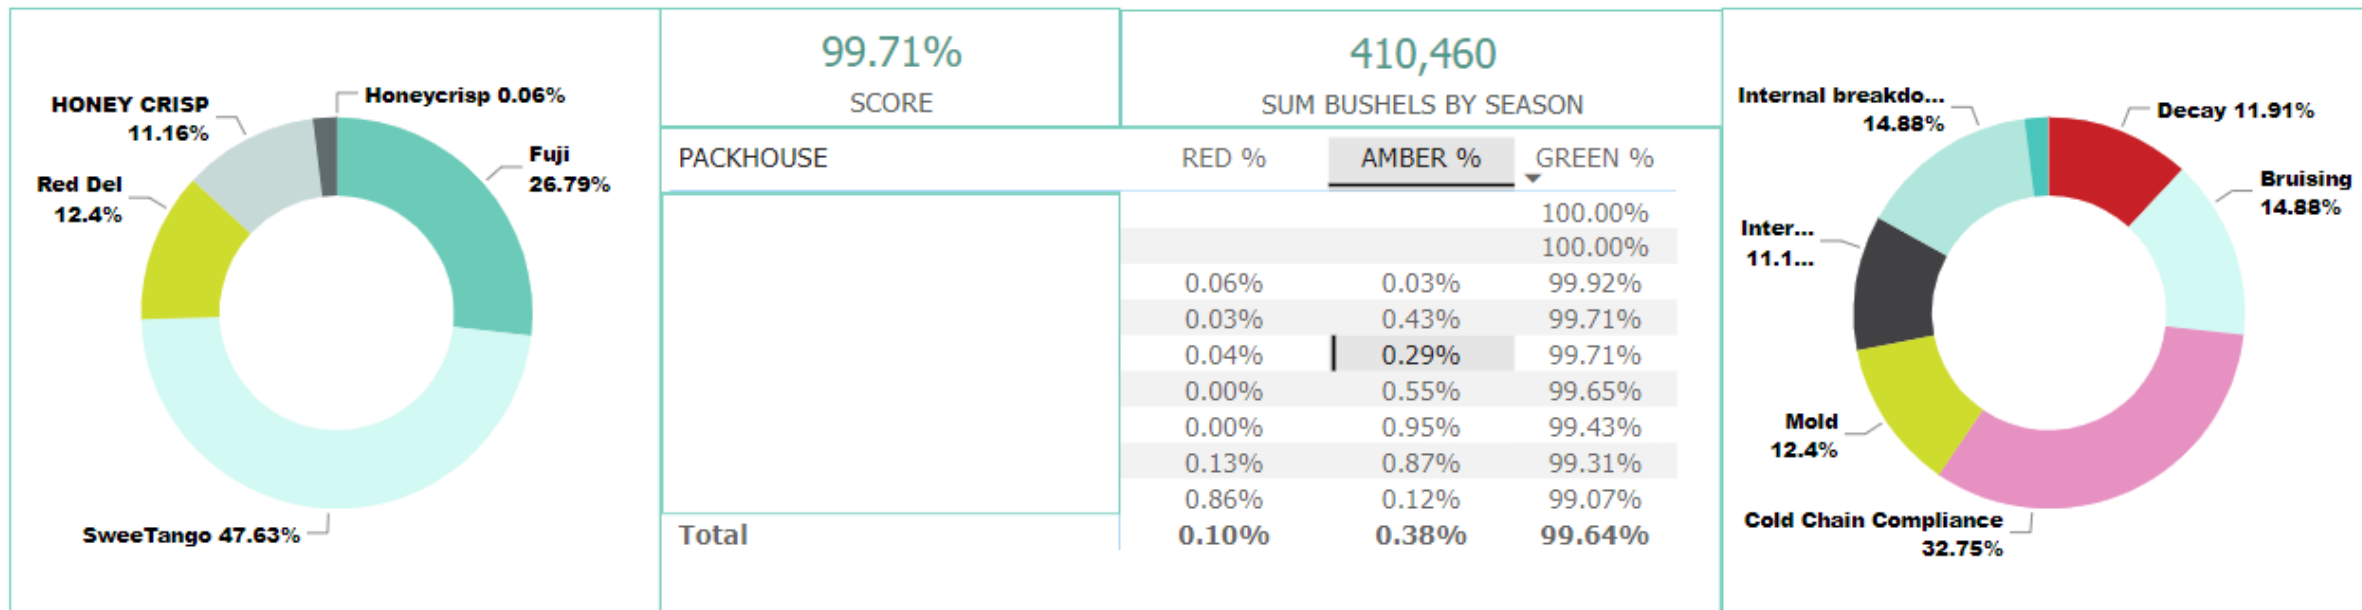 HONEY CRISP
11.16%
Honeycrisp 0.06%
Fuji
26.79%
Red Del
12.4%
SweeTango 47.63%
99.71%
SCORE
410,460
SUM BUSHELS BY SEASON
PACKHOUSE RED % AMBER % GREEN %
100.00%
100.00%
0.06% 0.03% 99.92%
0.03% 0.43% 99.71%
0.04% 0.29% 99.71%
0.00% 0.55% 99.65%
0.00% 0.95% 99.43%
0.13% 0.87% 99.31%
0.86% 0.12% 99.07%
Total 0.10% 0.38% 99.64%
Internal breakdo...
14.88%
Decay 11.91%
Bruising
14.88%
Inter...
11.1...
Mold
12.4%
Cold Chain Compliance
32.75%